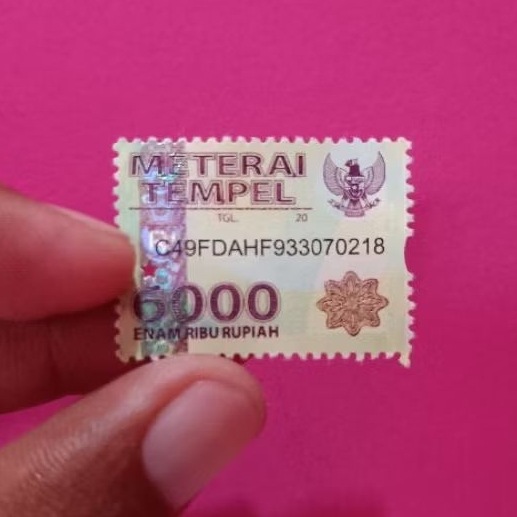 METERAI
TEMPEL
TGL. 20
C49FDAHF933070218
6000
ENAM RIBU RUPIAH